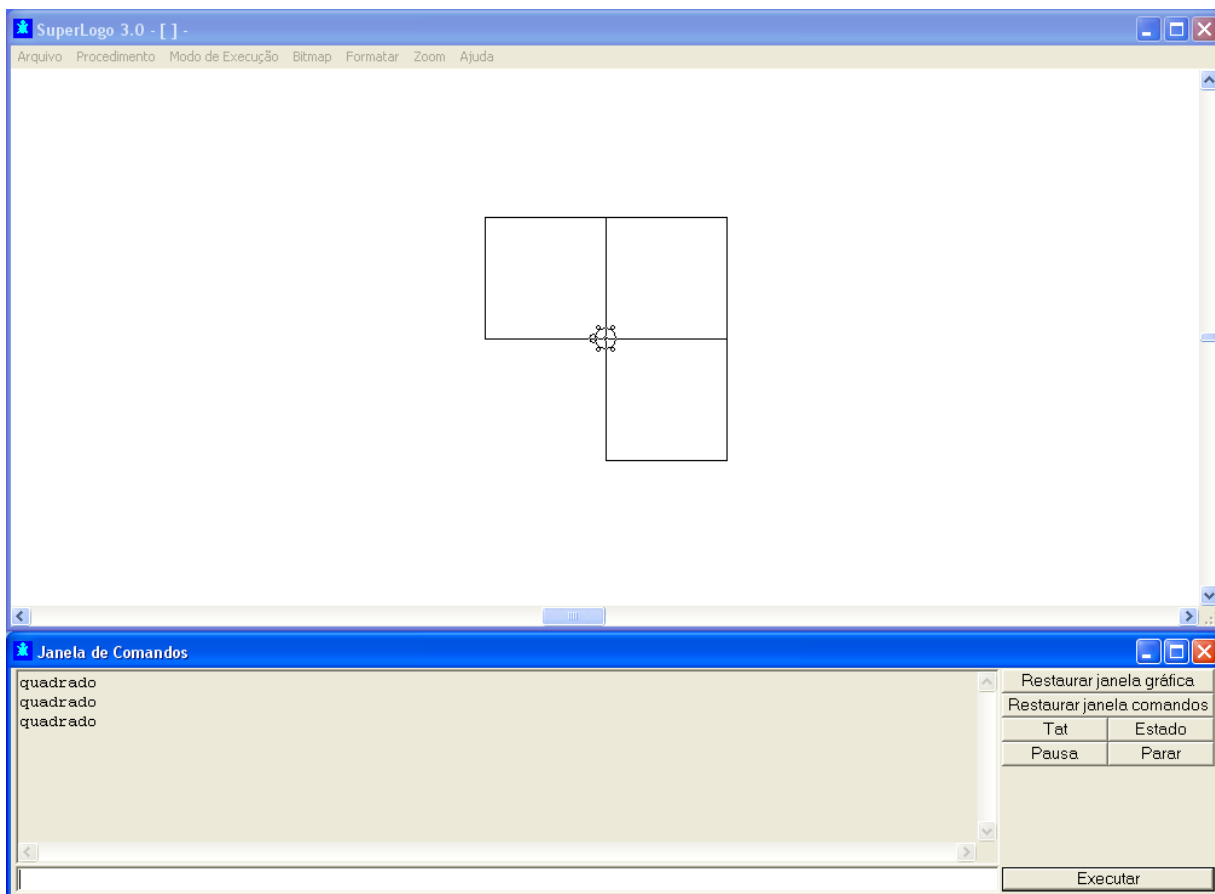 SuperLogo 3.0 - [ ] -
Arquivo Procedimento Modo de Execução Bitmap Formatar Zoom Ajuda
Janela de Comandos
quadrado
quadrado
quadrado
Restaurar janela gráfica
Restaurar janela comandos
Tat Estado
Pausa Parar
Executar